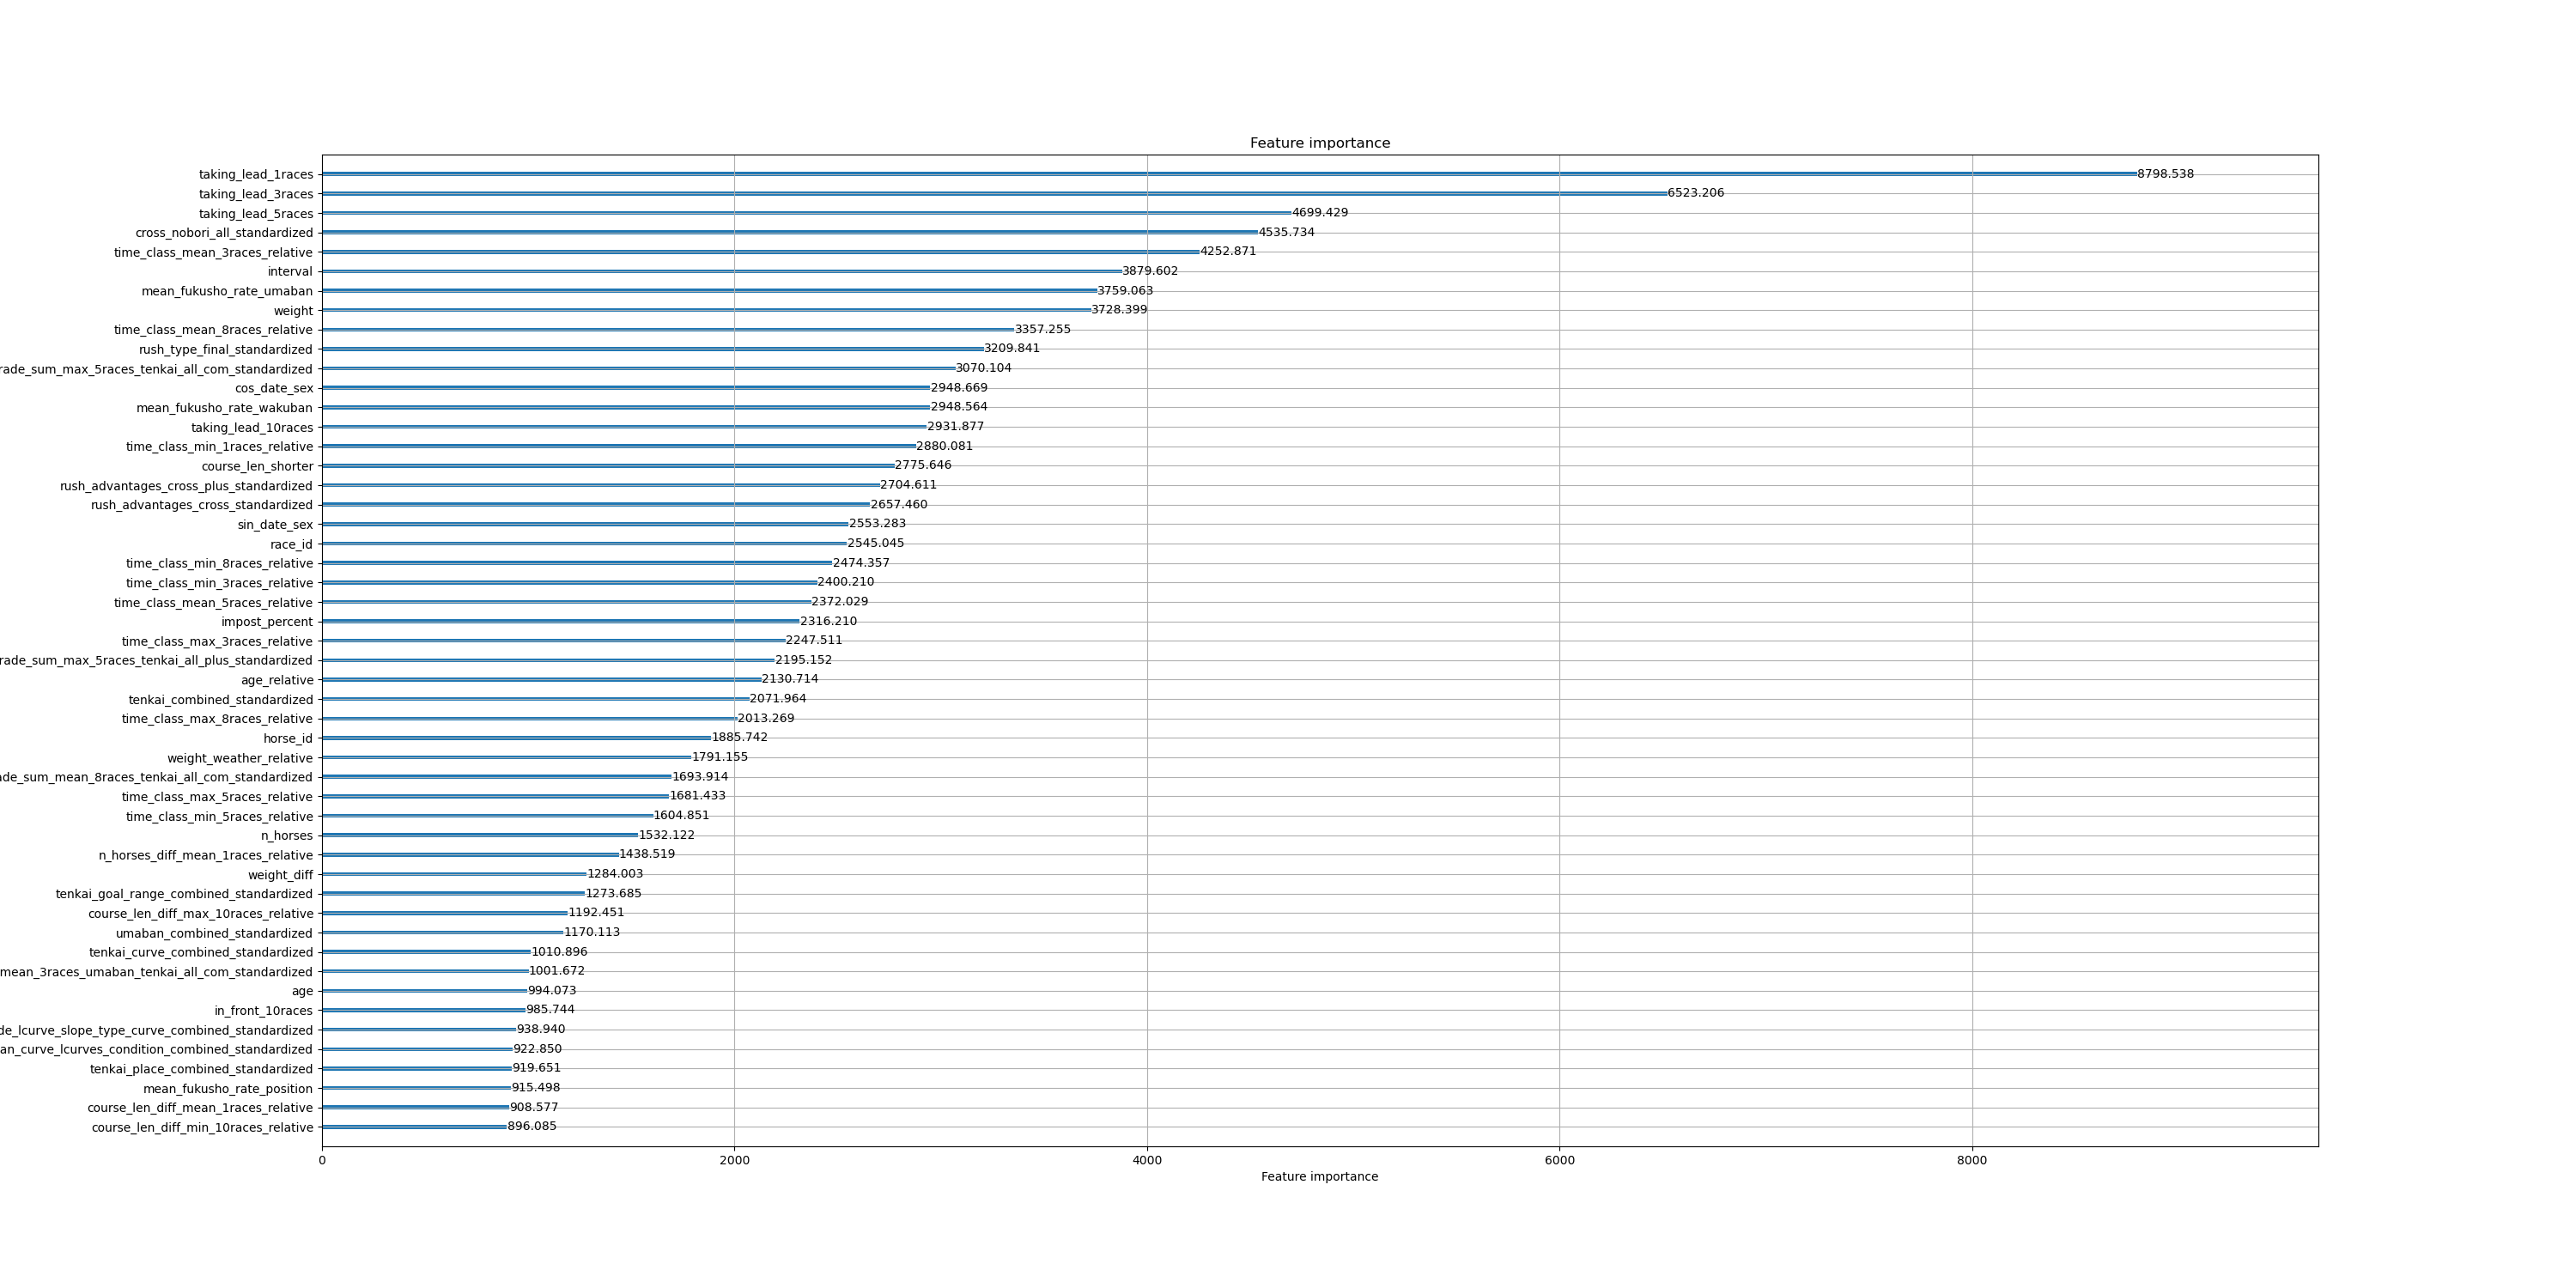 Feature importance
taking_lead_1races 8798.538
taking_lead_3races 6523.206
taking_lead_5races 4699.429
cross_nobori_all_standardized 4535.734
time_class_mean_3races_relative 4252.871
interval 3879.602
mean_fukusho_rate_umaban 3759.063
weight 3728.399
time_class_mean_8races_relative 3357.255
rush_type_final_standardized 3209.841
rade_sum_max_5races_tenkai_all_com_standardized 3070.104
cos_date_sex 2948.669
mean_fukusho_rate_wakuban 2948.564
taking_lead_10races 2931.877
time_class_min_1races_relative 2880.081
course_len_shorter 2775.646
rush_advantages_cross_plus_standardized 2704.611
rush_advantages_cross_standardized 2657.460
sin_date_sex 2553.283
race_id 2545.045
time_class_min_8races_relative 2474.357
time_class_min_3races_relative 2400.210
time_class_mean_5races_relative 2372.029
impost_percent 2316.210
time_class_max_3races_relative 2247.511
rade_sum_max_5races_tenkai_all_plus_standardized 2195.152
age_relative 2130.714
tenkai_combined_standardized 2071.964
time_class_max_8races_relative 2013.269
horse_id 1885.742
weight_weather_relative 1791.155
ade_sum_mean_8races_tenkai_all_com_standardized 1693.914
time_class_max_5races_relative 1681.433
time_class_min_5races_relative 1604.851
n_horses 1532.122
n_horses_diff_mean_1races_relative 1438.519
weight_diff 1284.003
tenkai_goal_range_combined_standardized 1273.685
course_len_diff_max_10races_relative 1192.451
umaban_combined_standardized 1170.113
tenkai_curve_combined_standardized 1010.896
mean_3races_umaban_tenkai_all_com_standardized 1001.672
age 994.073
in_front_10races 985.744
de_lcurve_slope_type_curve_combined_standardized 938.940
an_curve_lcurves_condition_combined_standardized 922.850
tenkai_place_combined_standardized 919.651
mean_fukusho_rate_position 915.498
course_len_diff_mean_1races_relative 908.577
course_len_diff_min_10races_relative 896.085
0 2000 4000 6000 8000
Feature importance